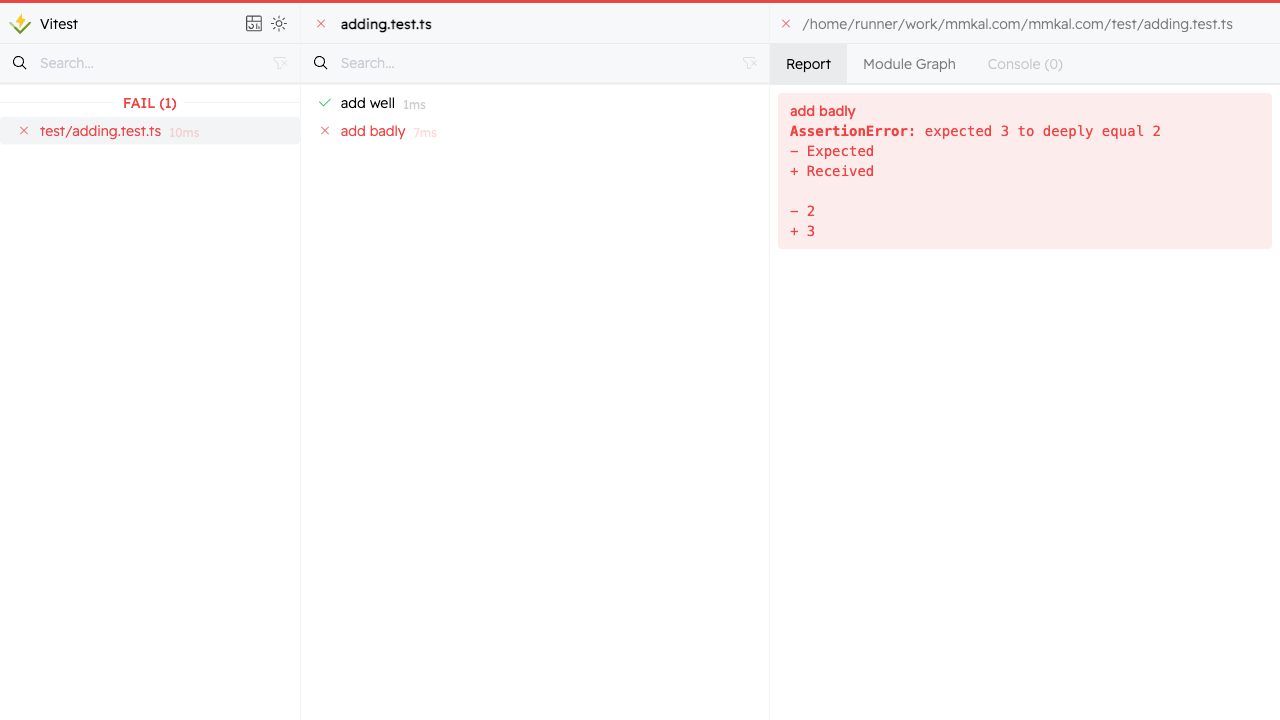 Vitest
Search...
FAIL (1)
test/adding.test.ts 10ms
adding.test.ts
Search...
add well 1ms
add badly 7ms
/home/runner/work/mmkal.com/mmkal.com/test/adding.test.ts
Report Module Graph Console (0)
add badly
AssertionError: expected 3 to deeply equal 2
- Expected
+ Received
- 2
+ 3